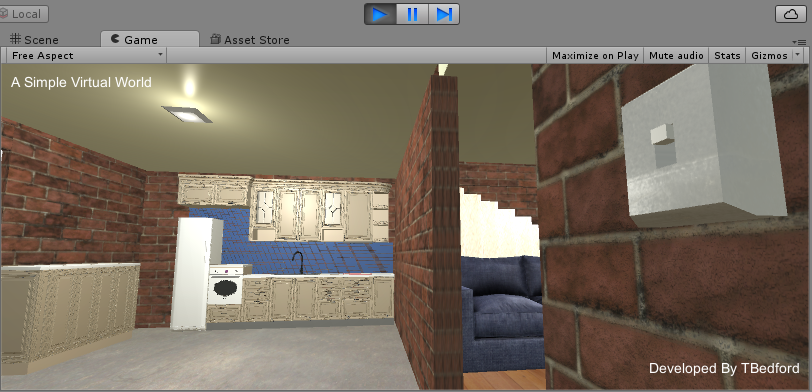 Local
Scene
Game
Asset Store
Free Aspect
Maximize on Play
Mute audio
Stats
Gizmos
A Simple Virtual World
Developed By TBedford